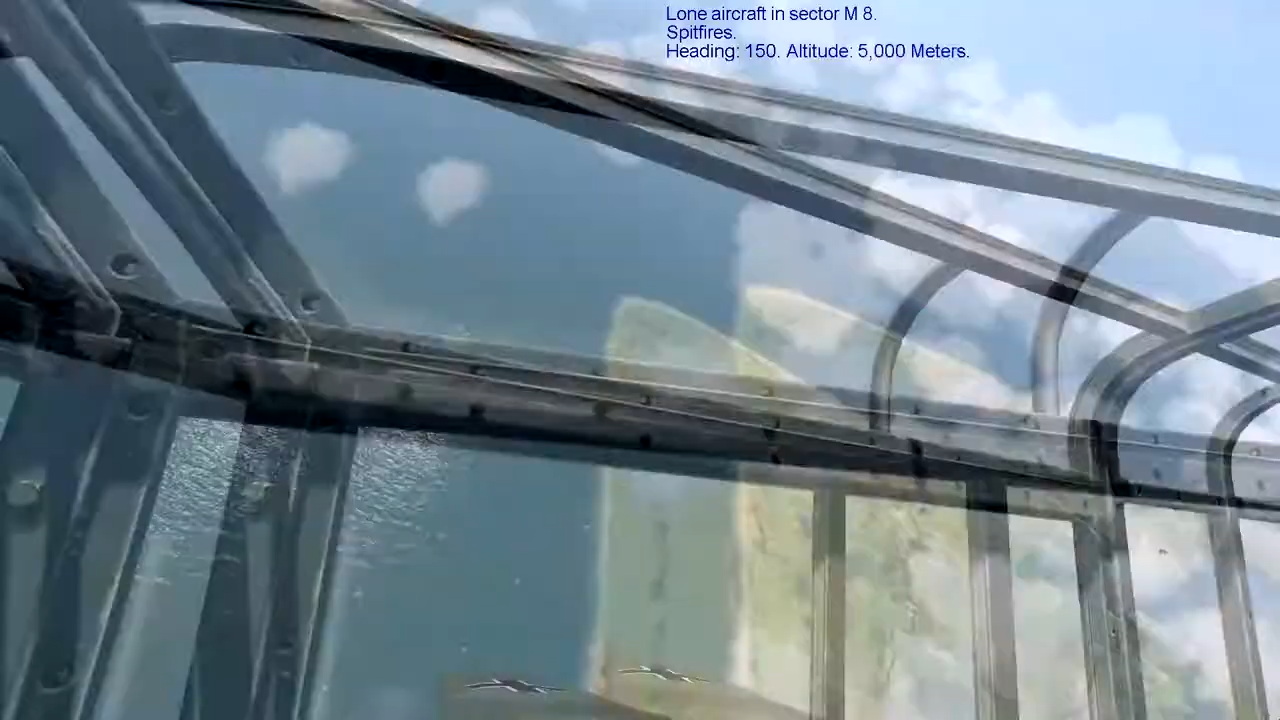 Lone aircraft in sector M 8.
Spitfires.
Heading: 150. Altitude: 5,000 Meters.